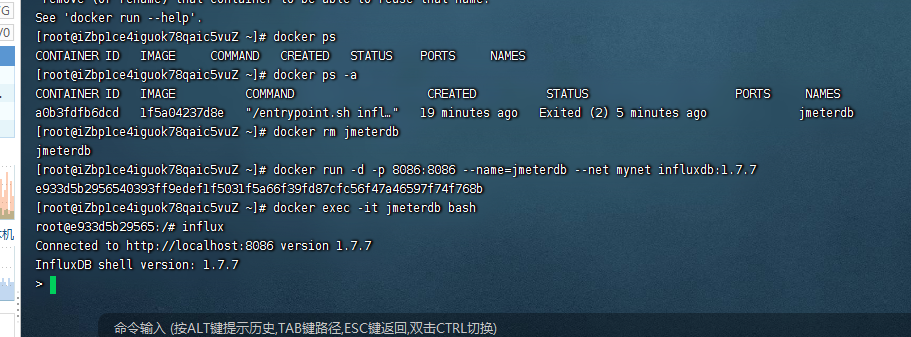 remove (or rename) that container to be able to reuse that name.
See 'docker run --help'.
[root@iZbp1ce4iguok78qaic5vuZ ~]# docker ps
CONTAINER ID IMAGE COMMAND CREATED STATUS PORTS NAMES
[root@iZbp1ce4iguok78qaic5vuZ ~]# docker ps -a
CONTAINER ID IMAGE COMMAND CREATED STATUS PORTS NAMES
a0b3fdfb6dcd 1f5a04237d8e "/entrypoint.sh infl…" 19 minutes ago Exited (2) 5 minutes ago jmeterdb
[root@iZbp1ce4iguok78qaic5vuZ ~]# docker rm jmeterdb
jmeterdb
[root@iZbp1ce4iguok78qaic5vuZ ~]# docker run -d -p 8086:8086 --name=jmeterdb --net mynet influxdb:1.7.7
e933d5b2956540393ff9edef1f5031f5a66f39fd87cfc56f47a46597f74f768b
[root@iZbp1ce4iguok78qaic5vuZ ~]# docker exec -it jmeterdb bash
root@e933d5b29565:/# influx
Connected to http://localhost:8086 version 1.7.7
InfluxDB shell version: 1.7.7
>
命令输入 (按ALT键提示历史,TAB键路径,ESC键返回,双击CTRL切换)
/G
/0
机